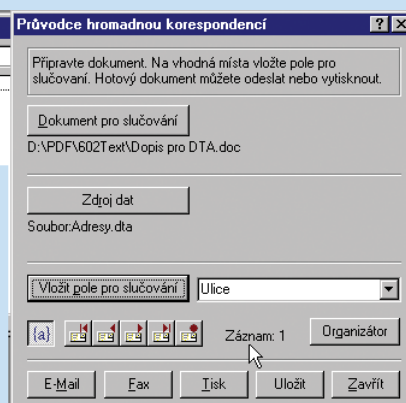 Průvodce hromadnou korespondencí
Připravte dokument. Na vhodná místa vložte pole pro
slučovaní. Hotový dokument můžete odeslat nebo vytisknout.
Dokument pro slučování
D:\PDF\602Text\Dopis pro DTA.doc
Zdroj dat
Soubor:Adresy.dta
Vložit pole pro slučování Ulice
{a} Záznam: 1 Organizátor
E-Mail Fax Tisk Uložit Zavřít